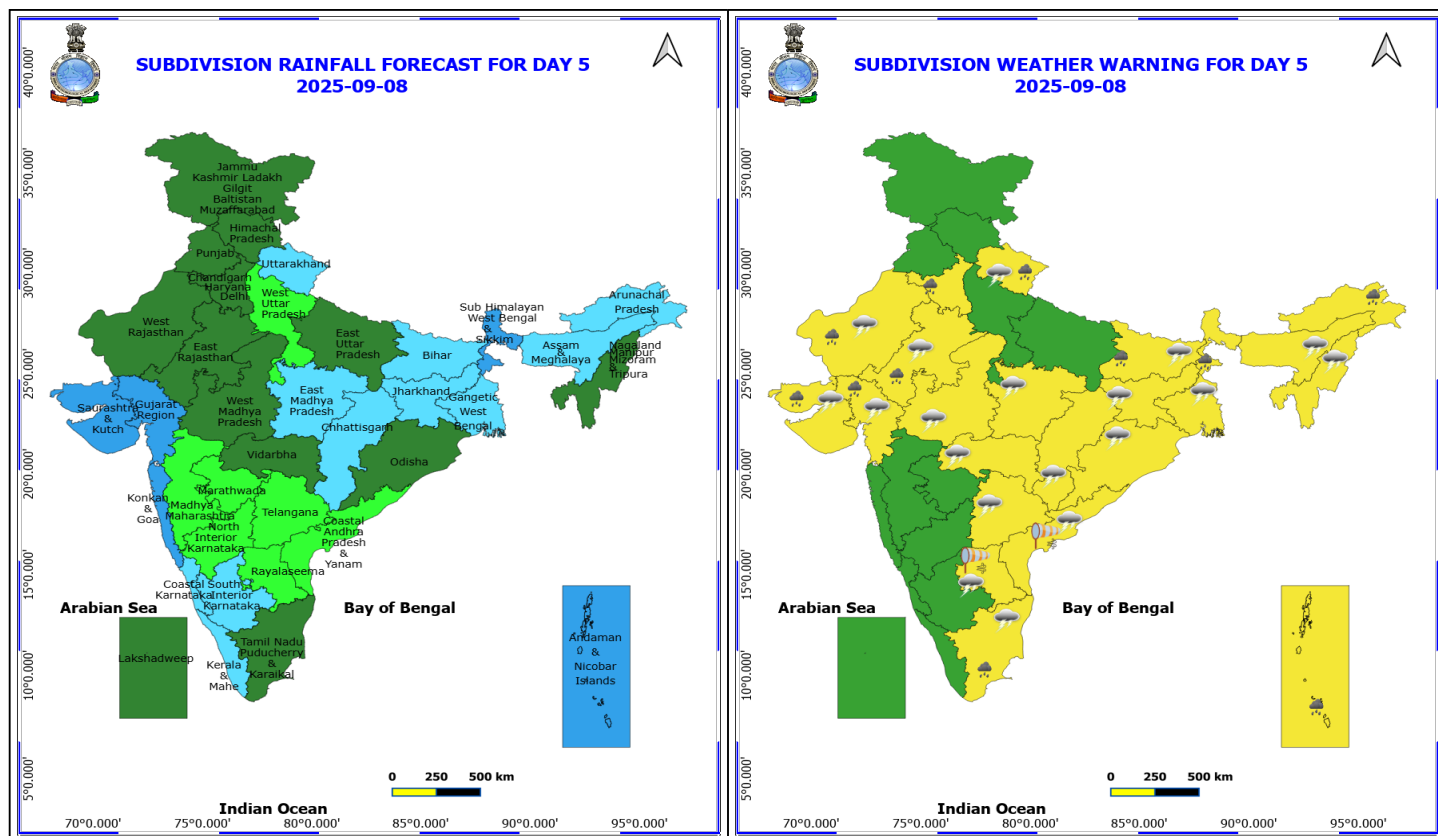 SUBDIVISION RAINFALL FORECAST FOR DAY 5
2025-09-08
40°0.000'
35°0.000'
30°0.000'
25°0.000'
20°0.000'
15°0.000'
10°0.000'
5°0.000'
Jammu
Kashmir Ladakh
Gilgit
Baltistan
Muzaffarabad
Himachal
Pradesh
Punjab
Uttarakhand
Chandigarh
Haryana
Delhi
West
Uttar
Pradesh
West
Rajasthan
East
Rajasthan
East
Uttar
Pradesh
Sub Himalayan
West Bengal
&
Sikkim
Arunachal
Pradesh
Bihar
Assam
&
Meghalaya
Nagaland
Manipur
Mizoram
&
Tripura
Saurashtra
&
Kutch
Gujarat
Region
West
Madhya
Pradesh
East
Madhya
Pradesh
Jharkhand
Gangetic
West
Bengal
Chhattisgarh
Vidarbha
Odisha
Konkan
&
Goa
Marathwada
Madhya
Maharashtra
North
Interior
Karnataka
Telangana
Coastal
Andhra
Pradesh
&
Yanam
Rayalaseema
Coastal
Karnataka
South
Interior
Karnataka
Arabian Sea
Bay of Bengal
Lakshadweep
Tamil Nadu
Puducherry
&
Karaikal
Kerala
&
Mahe
Andaman
&
Nicobar
Islands
0 250 500 km
Indian Ocean
70°0.000' 75°0.000' 80°0.000' 85°0.000' 90°0.000' 95°0.000'
SUBDIVISION WEATHER WARNING FOR DAY 5
2025-09-08
40°0.000'
35°0.000'
30°0.000'
25°0.000'
20°0.000'
15°0.000'
10°0.000'
5°0.000'
Arabian Sea
Bay of Bengal
0 250 500 km
Indian Ocean
70°0.000' 75°0.000' 80°0.000' 85°0.000' 90°0.000' 95°0.000'